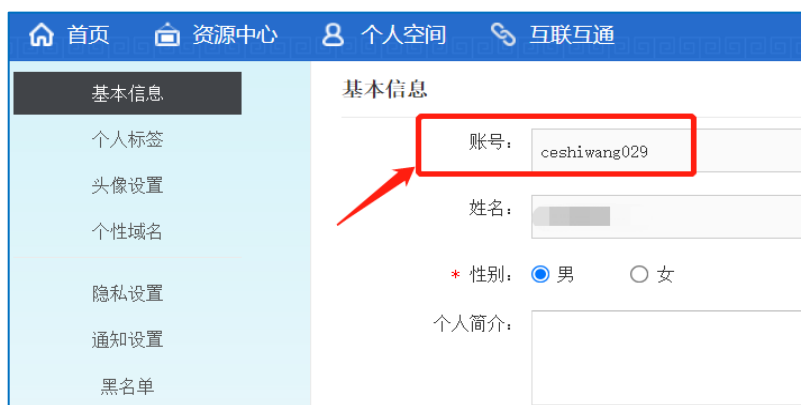 首页 资源中心 个人空间 互联互通
基本信息
个人标签
头像设置
个性域名
隐私设置
通知设置
黑名单
基本信息
账号： ceshiwang029
姓名：
* 性别： 男 女
个人简介：